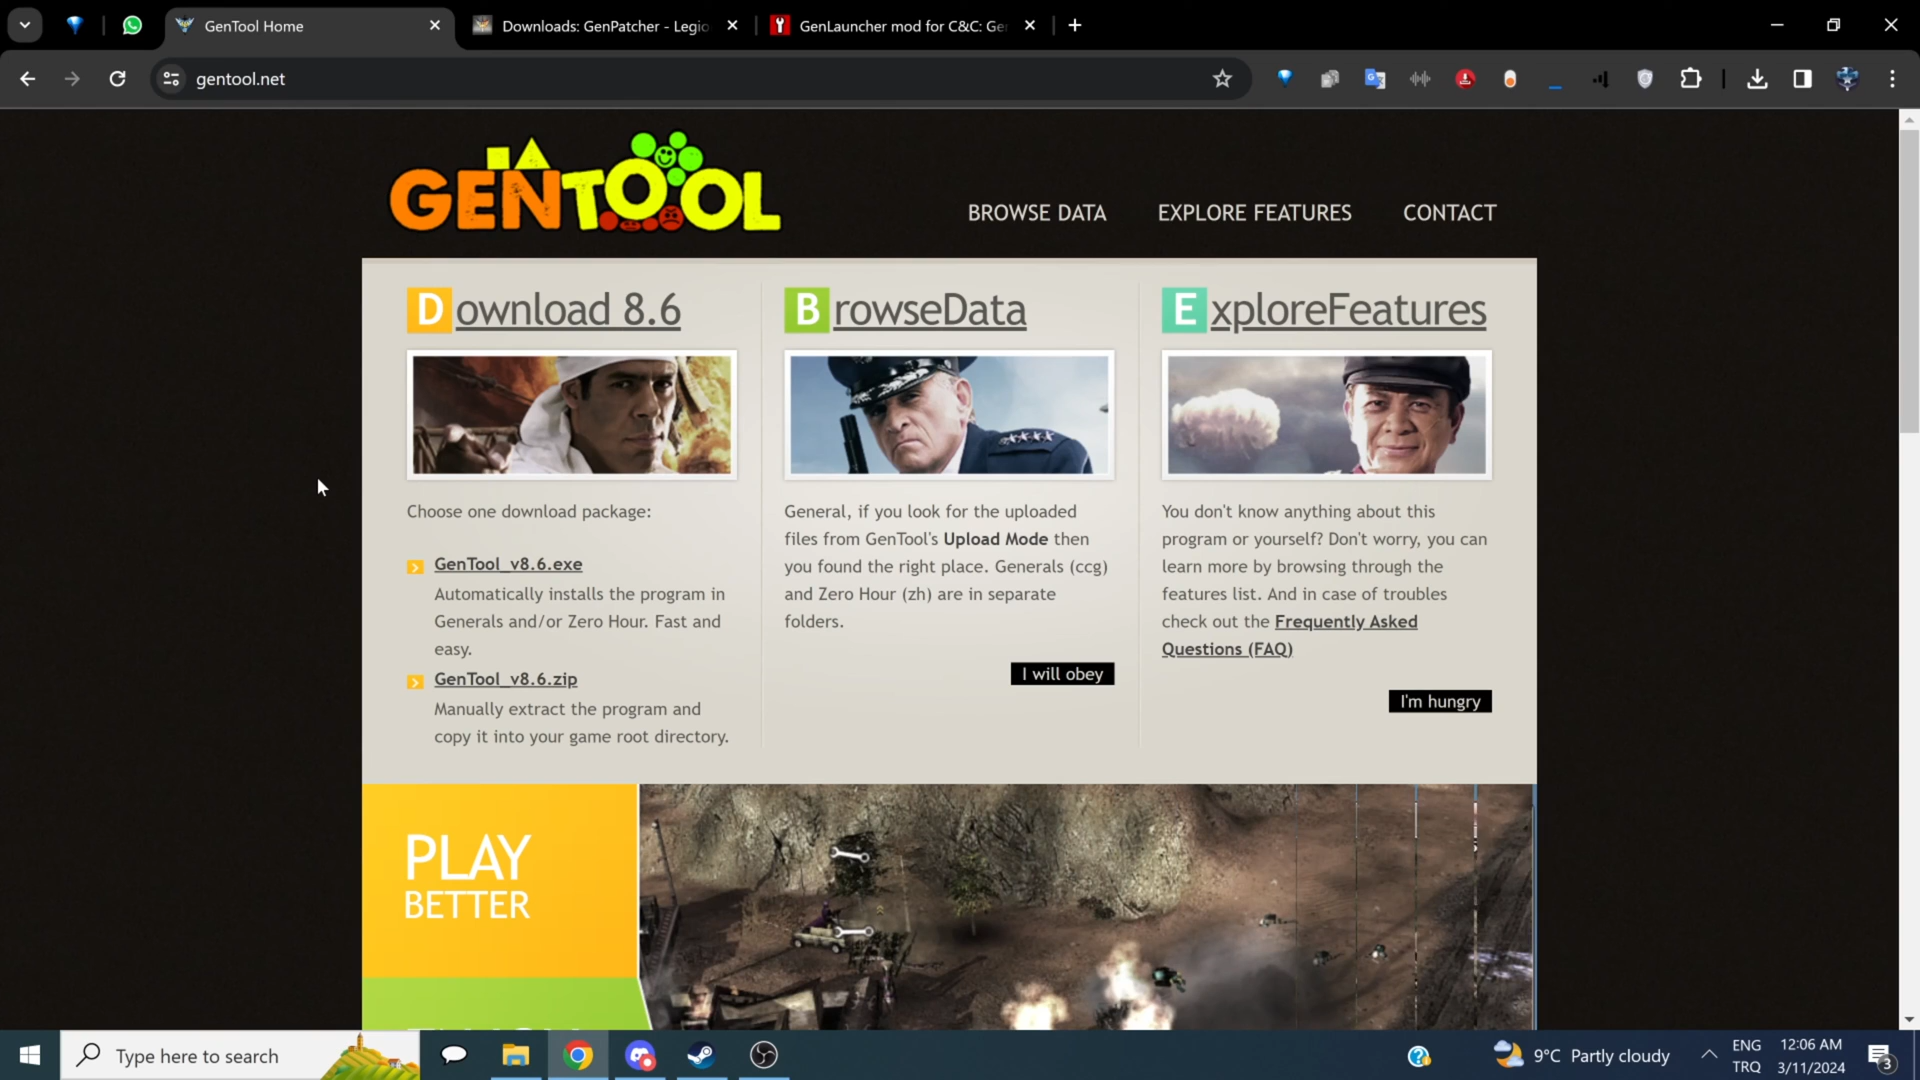 GenTool Home
Downloads: GenPatcher - Legio
GenLauncher mod for C&C: Ge
gentool.net
GENTOOL
BROWSE DATA
EXPLORE FEATURES
CONTACT
Download 8.6
BrowseData
ExploreFeatures
Choose one download package:
GenTool_v8.6.exe
Automatically installs the program in
Generals and/or Zero Hour. Fast and
easy.
GenTool_v8.6.zip
Manually extract the program and
copy it into your game root directory.
General, if you look for the uploaded
files from GenTool's Upload Mode then
you found the right place. Generals (ccg)
and Zero Hour (zh) are in separate
folders.
I will obey
You don't know anything about this
program or yourself? Don't worry, you can
learn more by browsing through the
features list. And in case of troubles
check out the Frequently Asked
Questions (FAQ)
I'm hungry
PLAY
BETTER
Type here to search
9°C Partly cloudy
ENG
TRQ
12:06 AM
3/11/2024
3